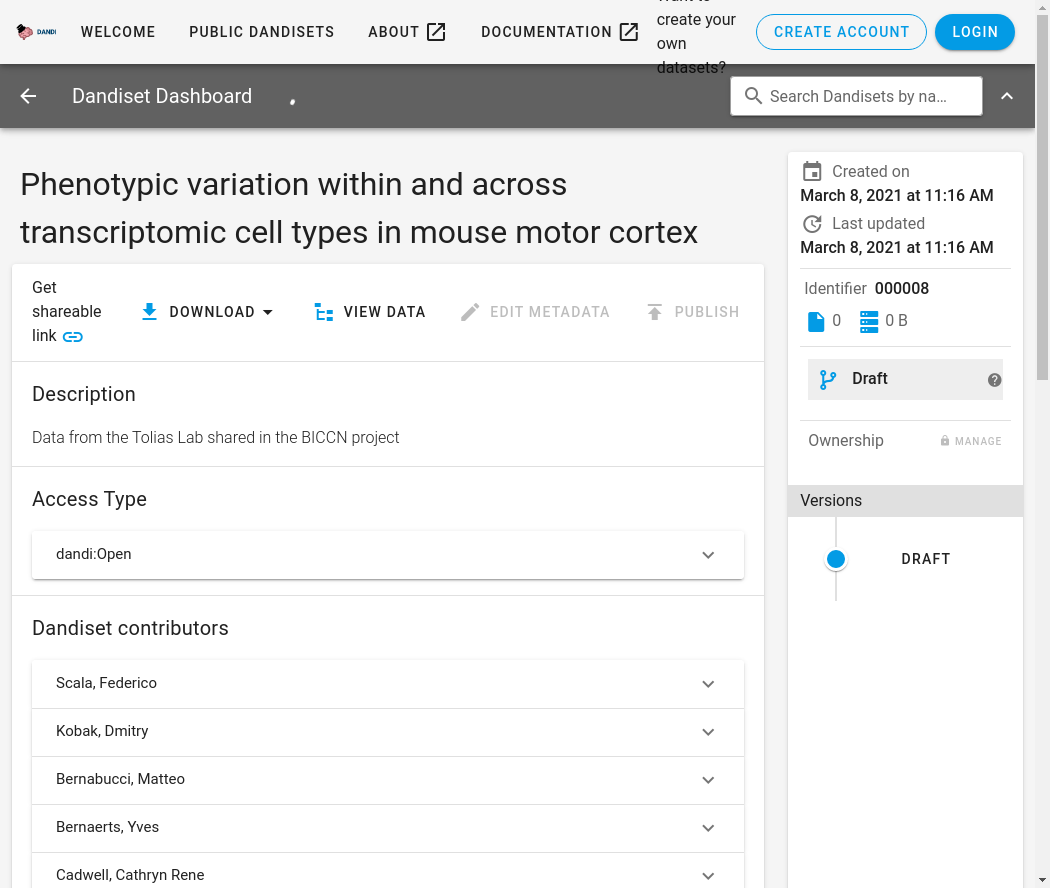 DANDI
WELCOME
PUBLIC DANDISETS
ABOUT
DOCUMENTATION
Want to
create your
own
datasets?
CREATE ACCOUNT
LOGIN
Dandiset Dashboard
Search Dandisets by na…
Phenotypic variation within and across
transcriptomic cell types in mouse motor cortex
Get
shareable
link
DOWNLOAD
VIEW DATA
EDIT METADATA
PUBLISH
Description
Data from the Tolias Lab shared in the BICCN project
Access Type
dandi:Open
Dandiset contributors
Scala, Federico
Kobak, Dmitry
Bernabucci, Matteo
Bernaerts, Yves
Cadwell, Cathryn Rene
Created on
March 8, 2021 at 11:16 AM
Last updated
March 8, 2021 at 11:16 AM
Identifier 000008
0 0 B
Draft
Ownership MANAGE
Versions
DRAFT